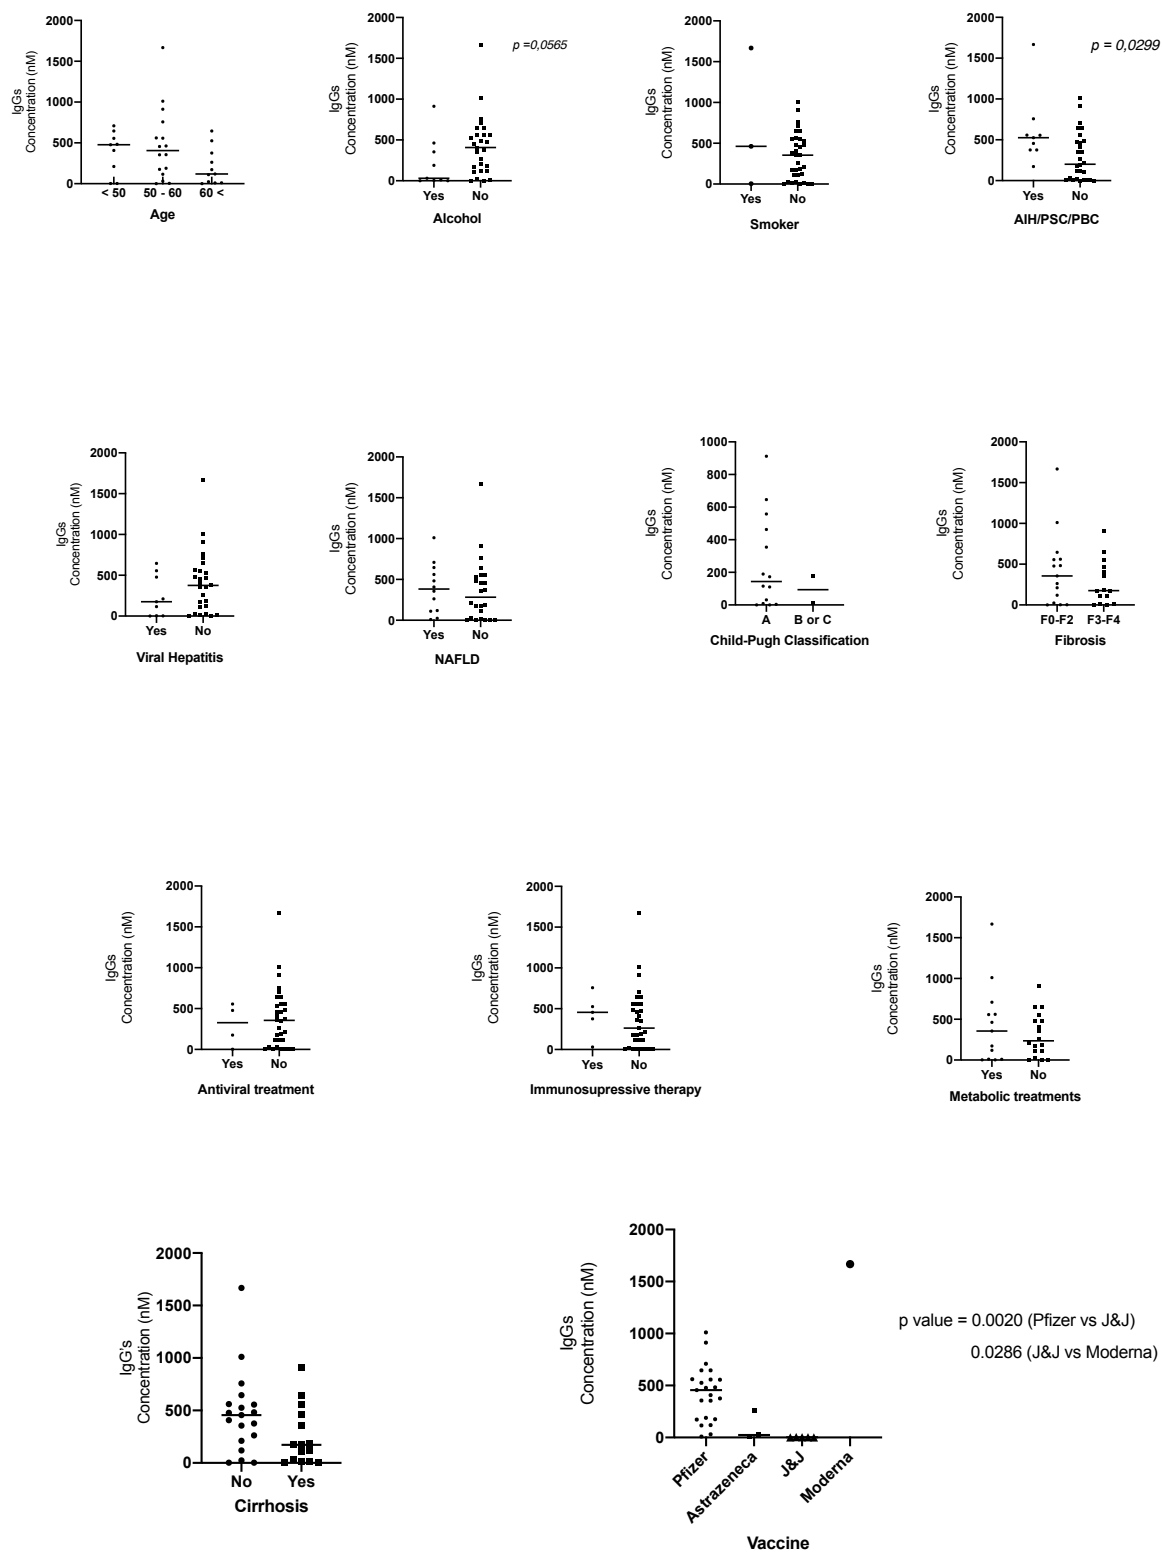 IgGs
Concentration (nM)
2000
1500
1000
500
0
< 50 50 - 60 60 <
Age
IgGs
Concentration (nM)
2000
1500
1000
500
0
p =0,0565
Yes No
Alcohol
IgGs
Concentration (nM)
2000
1500
1000
500
0
Yes No
Smoker
IgGs
Concentration (nM)
2000
1500
1000
500
0
p = 0,0299
Yes No
AIH/PSC/PBC
IgGs
Concentration (nM)
2000
1500
1000
500
0
Yes No
Viral Hepatitis
IgGs
Concentration (nM)
2000
1500
1000
500
0
Yes No
NAFLD
IgGs
Concentration (nM)
1000
800
600
400
200
0
A B or C
Child-Pugh Classification
IgGs
Concentration (nM)
2000
1500
1000
500
0
F0-F2 F3-F4
Fibrosis
IgGs
Concentration (nM)
2000
1500
1000
500
0
Yes No
Antiviral treatment
IgGs
Concentration (nM)
2000
1500
1000
500
0
Yes No
Immunosupressive therapy
IgGs
Concentration (nM)
2000
1500
1000
500
0
Yes No
Metabolic treatments
IgG's
Concentration (nM)
2000
1500
1000
500
0
No Yes
Cirrhosis
IgGs
Concentration (nM)
2000
1500
1000
500
0
Pfizer
Astrazeneca
J&J
Moderna
Vaccine
p value = 0.0020 (Pfizer vs J&J)
0.0286 (J&J vs Moderna)